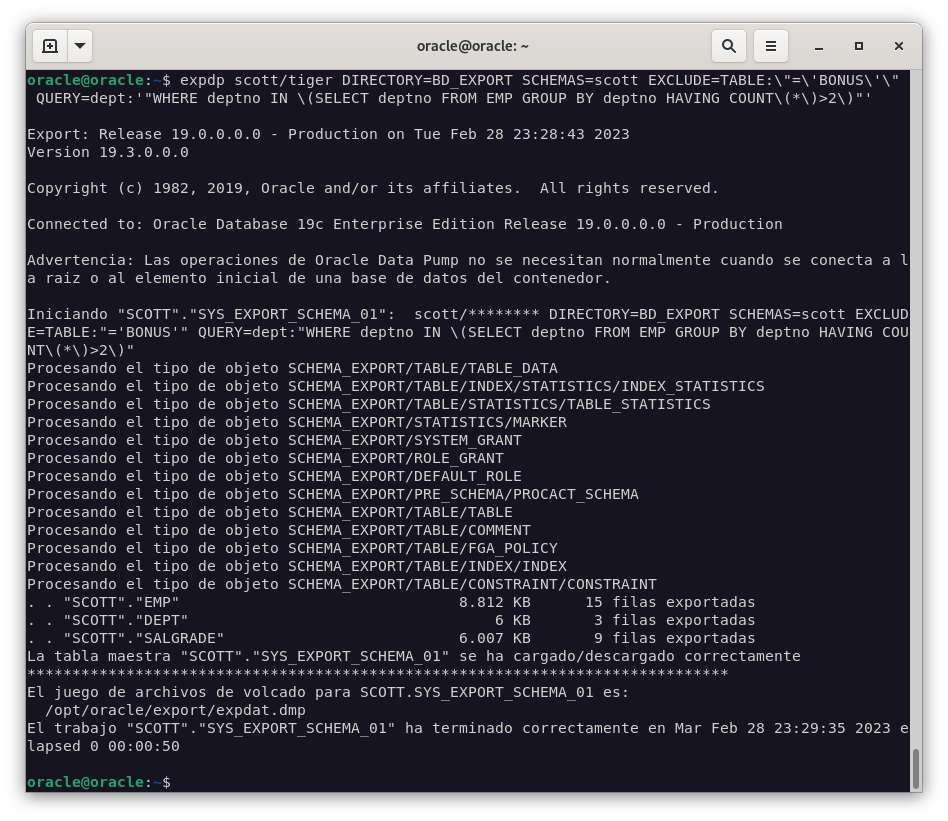 oracle@oracle: ~
oracle@oracle:~$ expdp scott/tiger DIRECTORY=BD_EXPORT SCHEMAS=scott EXCLUDE=TABLE:\"=\'BONUS\'\"
 QUERY=dept:'"WHERE deptno IN \(SELECT deptno FROM EMP GROUP BY deptno HAVING COUNT\(*\)>2\)"'
Export: Release 19.0.0.0.0 - Production on Tue Feb 28 23:28:43 2023
Version 19.3.0.0.0
Copyright (c) 1982, 2019, Oracle and/or its affiliates.  All rights reserved.
Connected to: Oracle Database 19c Enterprise Edition Release 19.0.0.0.0 - Production
Advertencia: Las operaciones de Oracle Data Pump no se necesitan normalmente cuando se conecta a l
a raiz o al elemento inicial de una base de datos del contenedor.
Iniciando "SCOTT"."SYS_EXPORT_SCHEMA_01":  scott/******** DIRECTORY=BD_EXPORT SCHEMAS=scott EXCLUD
E=TABLE:"='BONUS'" QUERY=dept:"WHERE deptno IN \(SELECT deptno FROM EMP GROUP BY deptno HAVING COU
NT\(*\)>2\)"
Procesando el tipo de objeto SCHEMA_EXPORT/TABLE/TABLE_DATA
Procesando el tipo de objeto SCHEMA_EXPORT/TABLE/INDEX/STATISTICS/INDEX_STATISTICS
Procesando el tipo de objeto SCHEMA_EXPORT/TABLE/STATISTICS/TABLE_STATISTICS
Procesando el tipo de objeto SCHEMA_EXPORT/STATISTICS/MARKER
Procesando el tipo de objeto SCHEMA_EXPORT/SYSTEM_GRANT
Procesando el tipo de objeto SCHEMA_EXPORT/ROLE_GRANT
Procesando el tipo de objeto SCHEMA_EXPORT/DEFAULT_ROLE
Procesando el tipo de objeto SCHEMA_EXPORT/PRE_SCHEMA/PROCACT_SCHEMA
Procesando el tipo de objeto SCHEMA_EXPORT/TABLE/TABLE
Procesando el tipo de objeto SCHEMA_EXPORT/TABLE/COMMENT
Procesando el tipo de objeto SCHEMA_EXPORT/TABLE/FGA_POLICY
Procesando el tipo de objeto SCHEMA_EXPORT/TABLE/INDEX/INDEX
Procesando el tipo de objeto SCHEMA_EXPORT/TABLE/CONSTRAINT/CONSTRAINT
. . "SCOTT"."EMP"                               8.812 KB      15 filas exportadas
. . "SCOTT"."DEPT"                                  6 KB       3 filas exportadas
. . "SCOTT"."SALGRADE"                          6.007 KB       9 filas exportadas
La tabla maestra "SCOTT"."SYS_EXPORT_SCHEMA_01" se ha cargado/descargado correctamente
******************************************************************************
El juego de archivos de volcado para SCOTT.SYS_EXPORT_SCHEMA_01 es:
  /opt/oracle/export/expdat.dmp
El trabajo "SCOTT"."SYS_EXPORT_SCHEMA_01" ha terminado correctamente en Mar Feb 28 23:29:35 2023 e
lapsed 0 00:00:50
oracle@oracle:~$